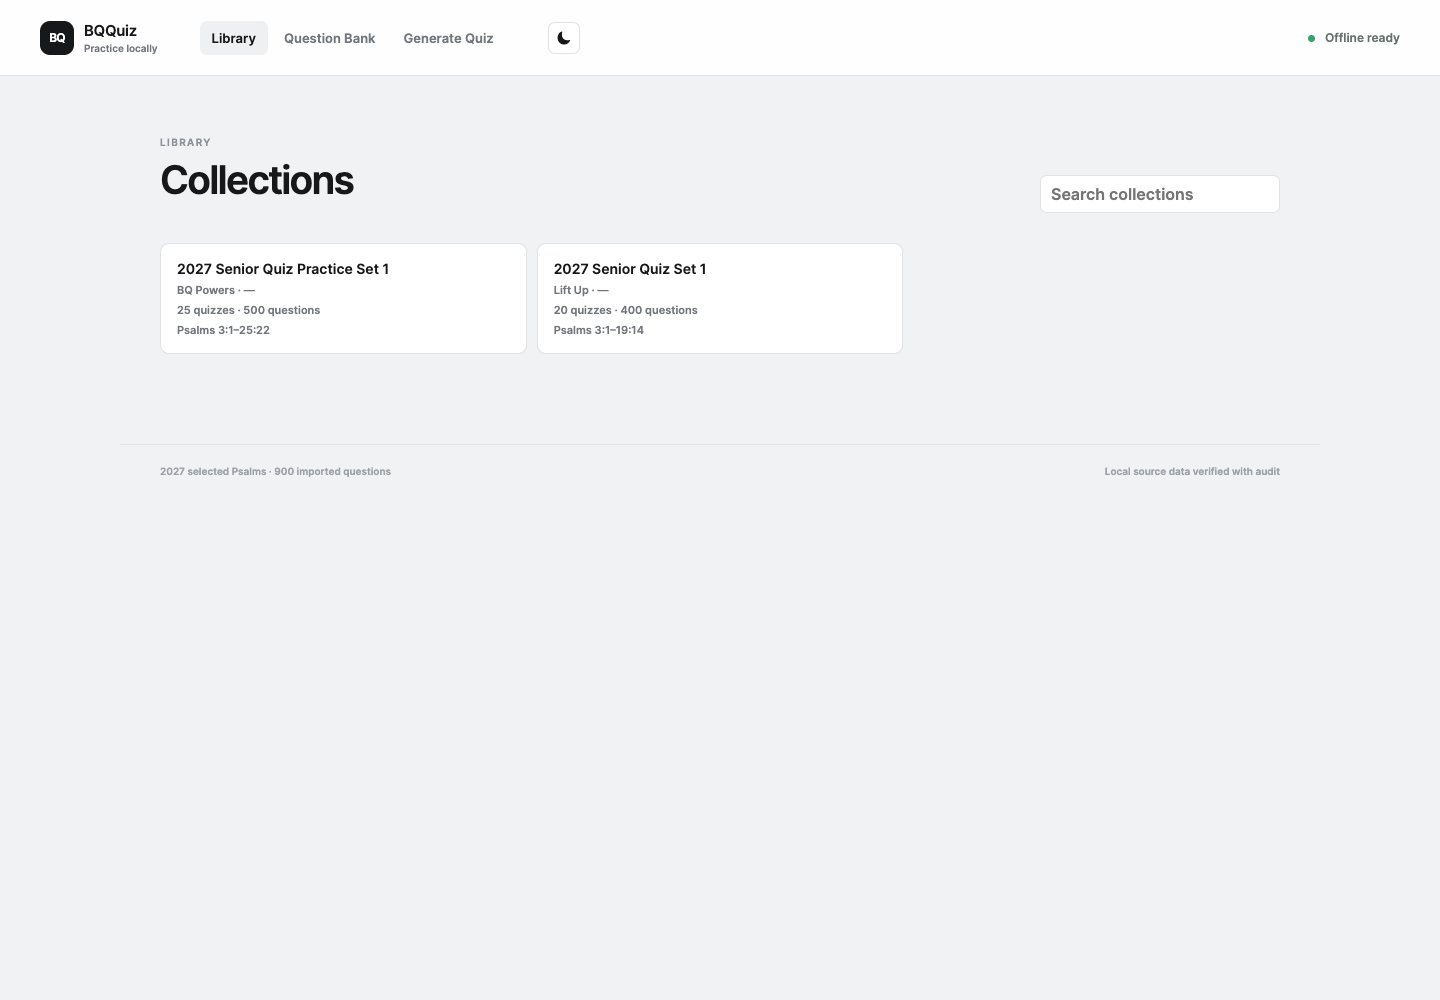 BQ
BQQuiz
Practice locally
Library
Question Bank
Generate Quiz
Offline ready
LIBRARY
Collections
Search collections
2027 Senior Quiz Practice Set 1
BQ Powers · —
25 quizzes · 500 questions
Psalms 3:1–25:22
2027 Senior Quiz Set 1
Lift Up · —
20 quizzes · 400 questions
Psalms 3:1–19:14
2027 selected Psalms · 900 imported questions
Local source data verified with audit